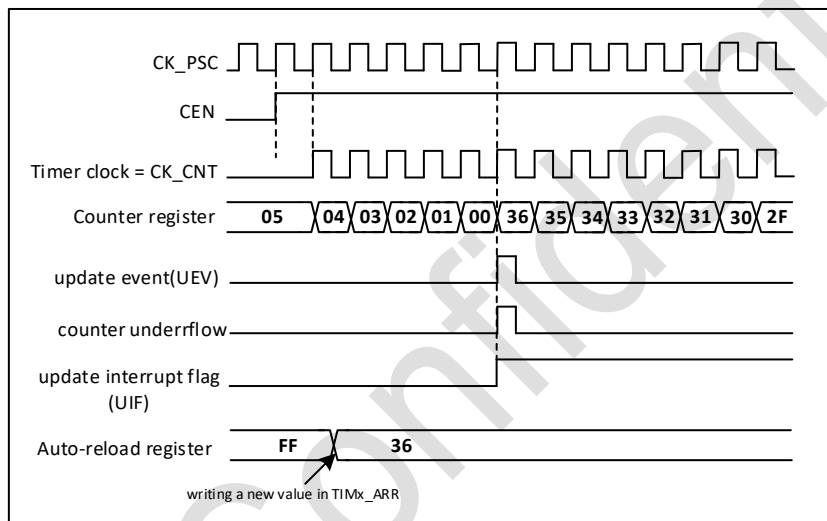 CK_PSC
CEN
Timer clock = CK_CNT
Counter register 05 04 03 02 01 00 36 35 34 33 32 31 30 2F
update event(UEV)
counter underrflow
update interrupt flag
(UIF)
Auto-reload register FF 36
writing a new value in TIMx_ARR
Confidenti